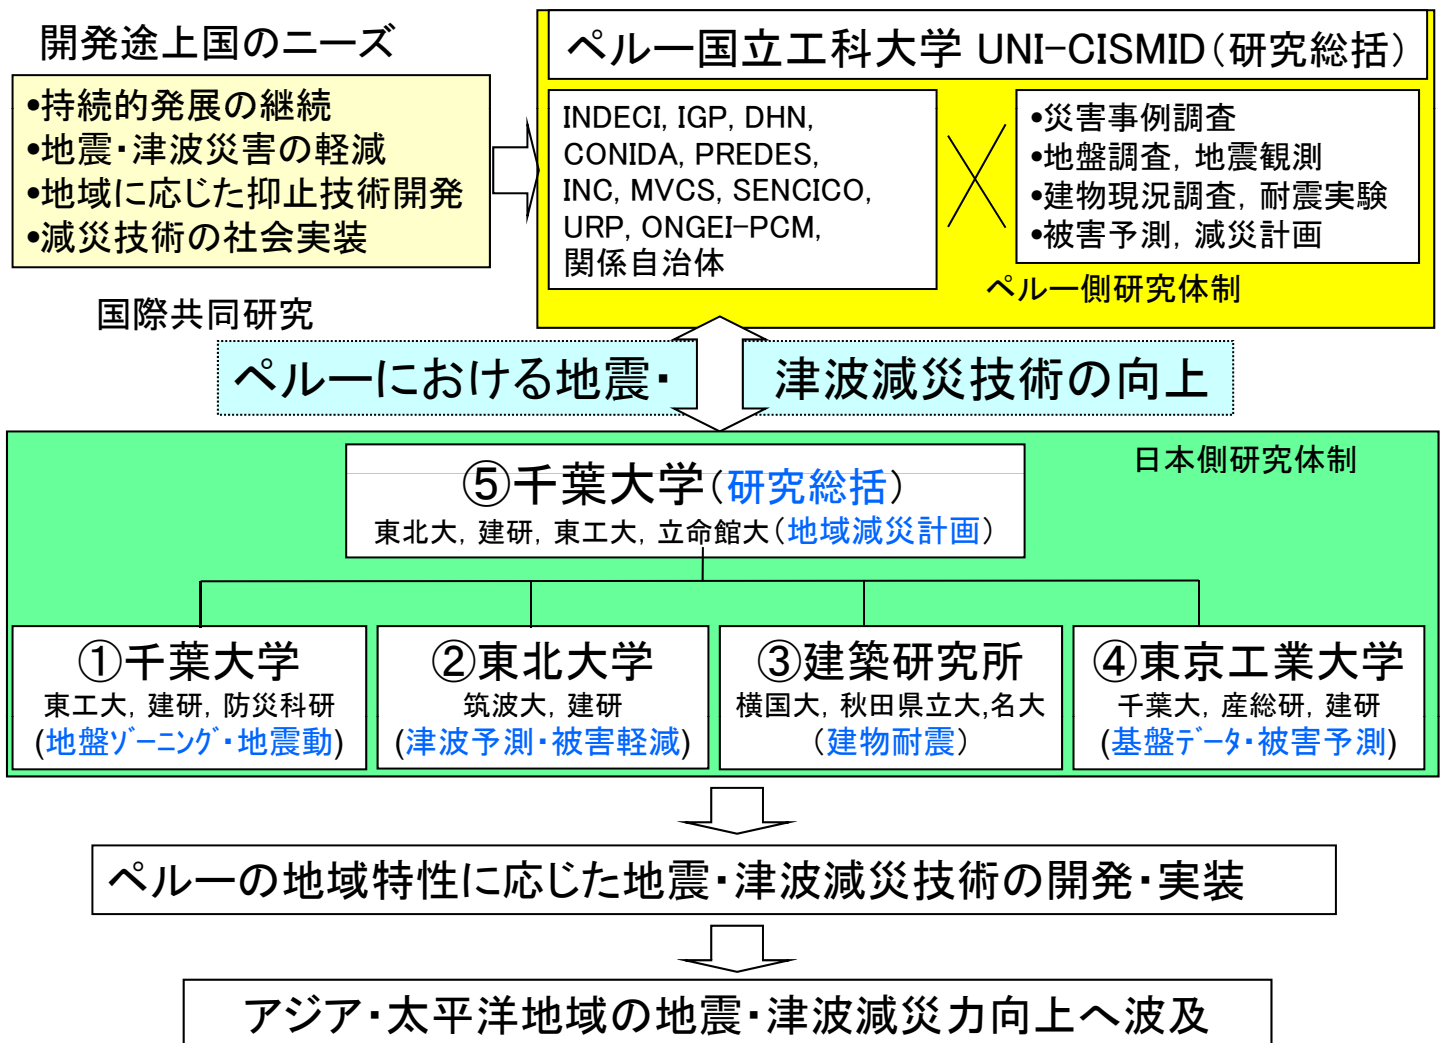 開発途上国のニーズ
•持続的発展の継続
•地震・津波災害の軽減
•地域に応じた抑止技術開発
•減災技術の社会実装
ペルー国立工科大学 UNI-CISMID(研究総括)
INDECI, IGP, DHN,
CONIDA, PREDES,
INC, MVCS, SENCICO,
URP, ONGEI-PCM,
関係自治体
•災害事例調査
•地盤調査, 地震観測
•建物現況調査, 耐震実験
•被害予測, 減災計画
ペルー側研究体制
国際共同研究
ペルーにおける地震・津波減災技術の向上
日本側研究体制
⑤千葉大学(研究総括)
東北大, 建研, 東工大, 立命館大(地域減災計画)
①千葉大学
東工大, 建研, 防災科研
(地盤ゾーニング・地震動)
②東北大学
筑波大, 建研
(津波予測・被害軽減)
③建築研究所
横国大, 秋田県立大,名大
(建物耐震)
④東京工業大学
千葉大, 産総研, 建研
(基盤データ・被害予測)
ペルーの地域特性に応じた地震・津波減災技術の開発・実装
アジア・太平洋地域の地震・津波減災力向上へ波及